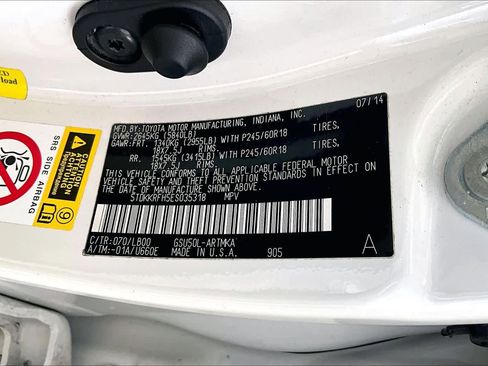 07/14
MFD.BY:TOYOTA MOTOR MANUFACTURING, INDIANA, INC.
GVWR:2645KG (5840LB)
GAWR:FRT. 1340KG (2955LB) WITH P245/60R18 TIRES,
18X7.5J RIMS.
RR. 1545KG (3415LB) WITH P245/60R18 TIRES,
18X7.5J RIMS.
THIS VEHICLE CONFORMS TO ALL APPLICABLE FEDERAL MOTOR
VEHICLE SAFETY AND THEFT PREVENTION STANDARDS IN EFFECT ON
THE DATE OF MANUFACTURE SHOWN ABOVE.
5TDKKRFH5ES035318 MPV
C/TR:070/LB00 GSU50L-ARTMKA
A/TM:-01A/U660E MADE IN U.S.A. 905 A
load
SRS SIDE AIRBAG